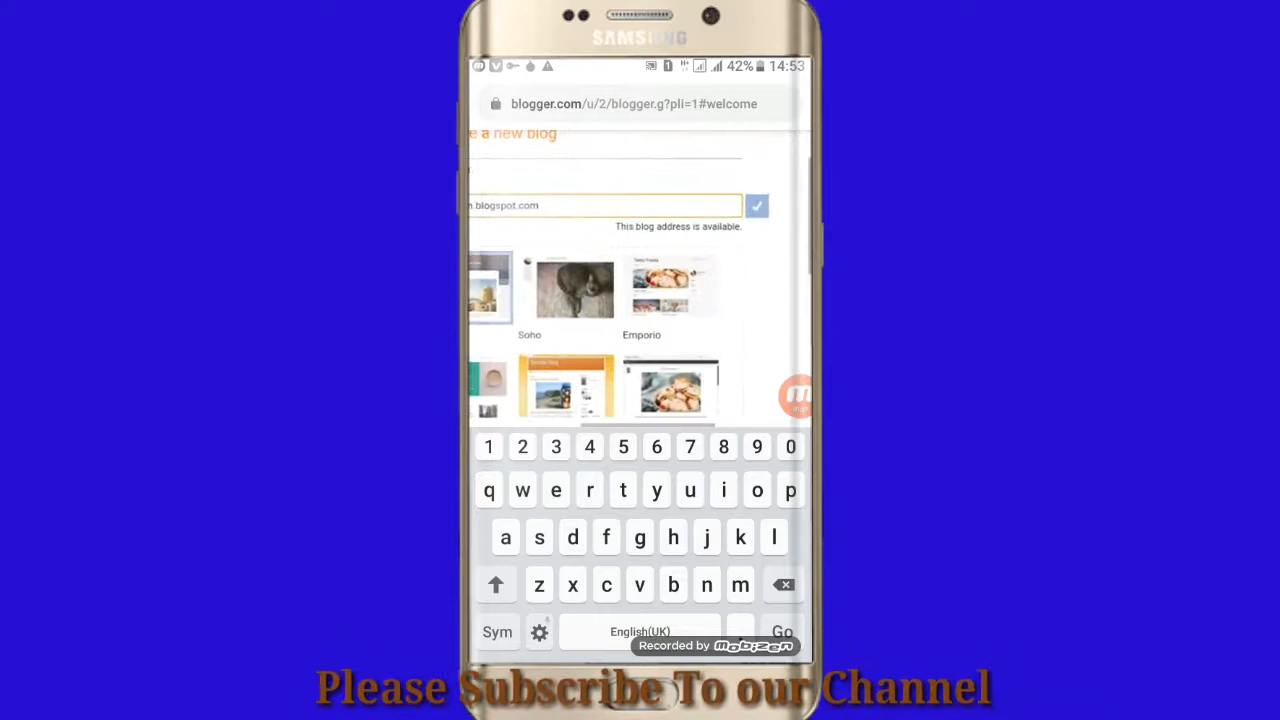 SAMSUNG
1 42% 14:53
blogger.com/u/2/blogger.g?pli=1#welcome
e a new blog
n.blogspot.com
This blog address is available.
Soho
Emporio
1 2 3 4 5 6 7 8 9 0
q w e r t y u i o p
a s d f g h j k l
z x c v b n m
Sym English(UK) . Go
Recorded by mobizen
Please Subscribe To our Channel